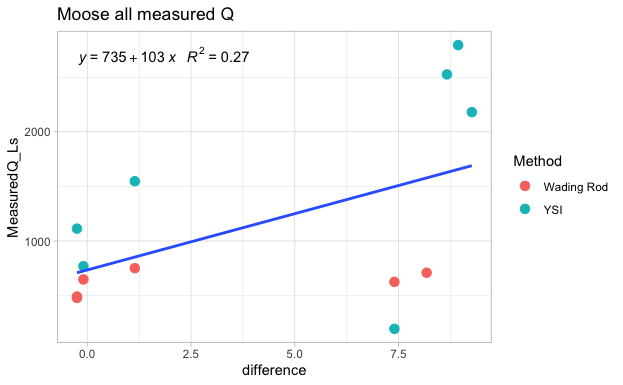 Moose all measured Q
y = 735 + 103 x R² = 0.27
MeasuredQ_Ls
2000
1000
0.0 2.5 5.0 7.5
difference
Method
Wading Rod
YSI